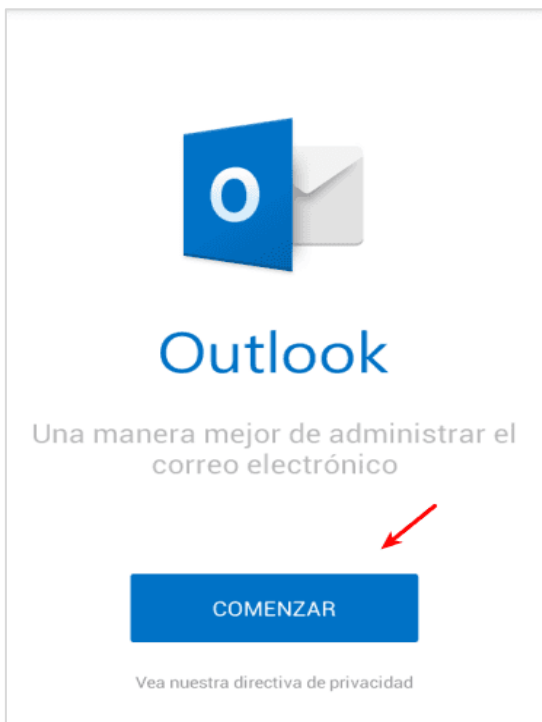 O
Outlook
Una manera mejor de administrar el
correo electrónico
COMENZAR
Vea nuestra directiva de privacidad